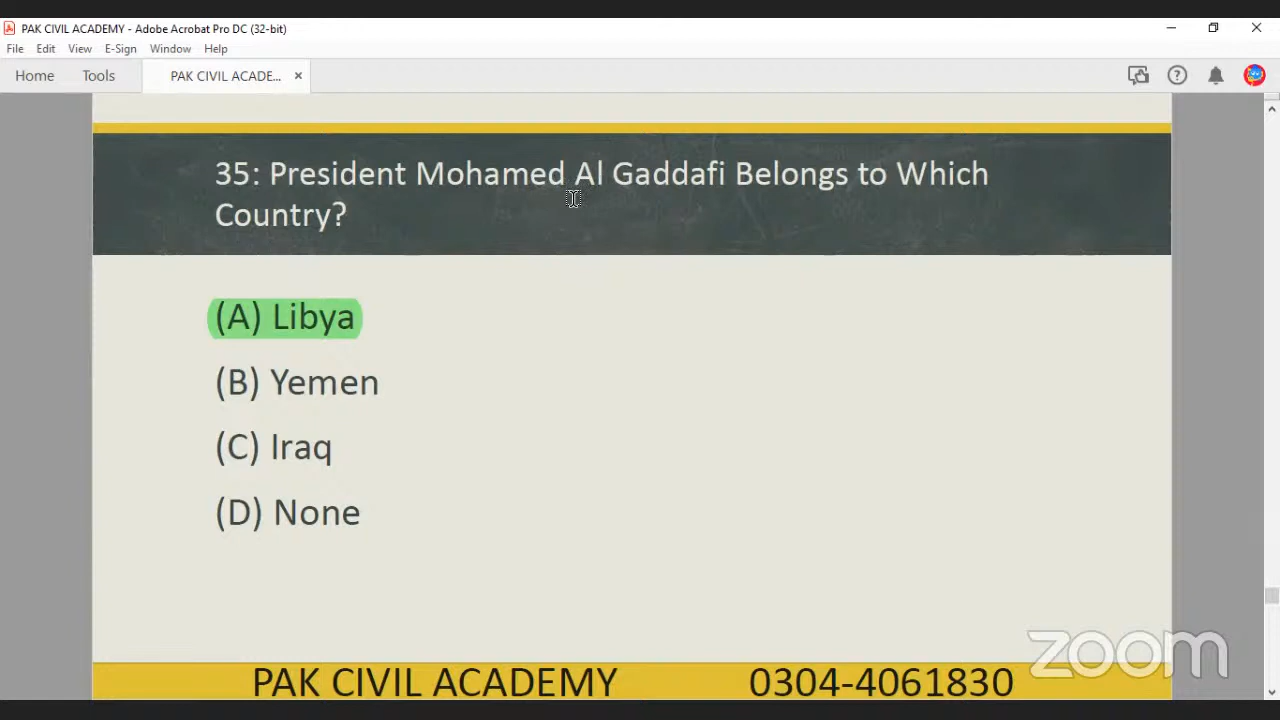 PAK CIVIL ACADEMY - Adobe Acrobat Pro DC (32-bit)
File Edit View E-Sign Window Help
Home Tools PAK CIVIL ACADE... ×
35: President Mohamed Al Gaddafi Belongs to Which
Country?
(A) Libya
(B) Yemen
(C) Iraq
(D) None
zoom
PAK CIVIL ACADEMY 0304-4061830